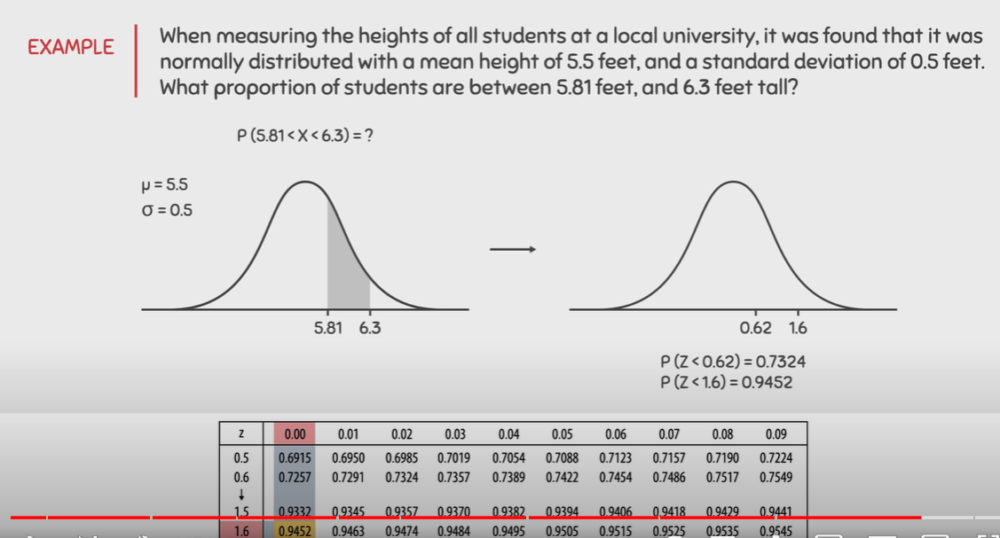 EXAMPLE
When measuring the heights of all students at a local university, it was found that it was
normally distributed with a mean height of 5.5 feet, and a standard deviation of 0.5 feet.
What proportion of students are between 5.81 feet, and 6.3 feet tall?
P (5.81 < X < 6.3) = ?
μ = 5.5
σ = 0.5
5.81 6.3
0.62 1.6
P (Z < 0.62) = 0.7324
P (Z < 1.6) = 0.9452
z 0.00 0.01 0.02 0.03 0.04 0.05 0.06 0.07 0.08 0.09
0.5 0.6915 0.6950 0.6985 0.7019 0.7054 0.7088 0.7123 0.7157 0.7190 0.7224
0.6 0.7257 0.7291 0.7324 0.7357 0.7389 0.7422 0.7454 0.7486 0.7517 0.7549
1.5 0.9332 0.9345 0.9357 0.9370 0.9382 0.9394 0.9406 0.9418 0.9429 0.9441
1.6 0.9452 0.9463 0.9474 0.9484 0.9495 0.9505 0.9515 0.9525 0.9535 0.9545